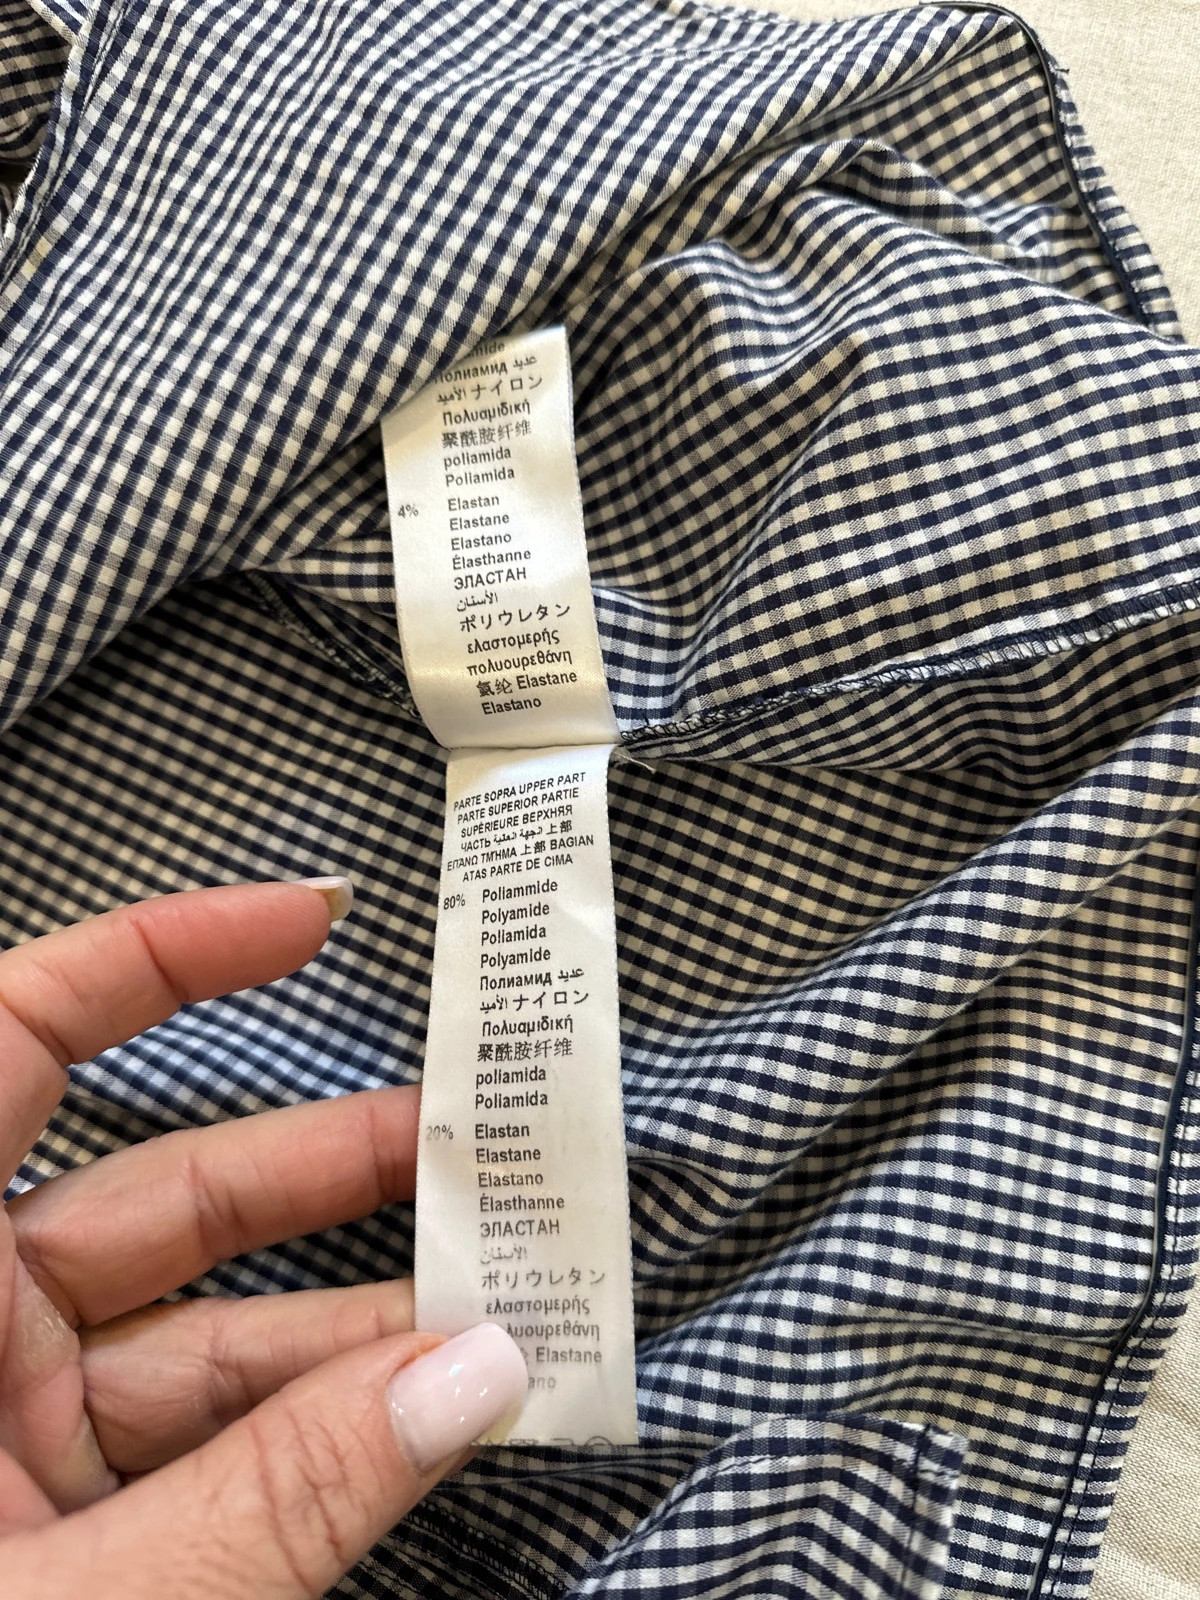 Полиамид عديد
الأميد ナイロン
Πολυαμιδική
聚酰胺纤维
poliamida
Poliamida
4% Elastan
Elastane
Elastano
Élasthanne
ЭЛАСТАН
الأستان
ポリウレタン
ελαστομερής
πολυουρεθάνη
氨纶 Elastane
Elastano
PARTE SOPRA UPPER PART
PARTE SUPERIOR PARTIE
SUPÉRIEURE ВЕРХНЯЯ
ЧАСТЬ الجهة العلوية 上部
ΕΠΑΝΩ ΤΜΉΜΑ 上部 BAGIAN
ATAS PARTE DE CIMA
80% Poliammide
Polyamide
Poliamida
Polyamide
Полиамид عديد
الأميد ナイロン
Πολυαμιδική
聚酰胺纤维
poliamida
Poliamida
20% Elastan
Elastane
Elastano
Élasthanne
ЭЛАСТАН
الأستان
ポリウレタン
ελαστομερής
Elastane